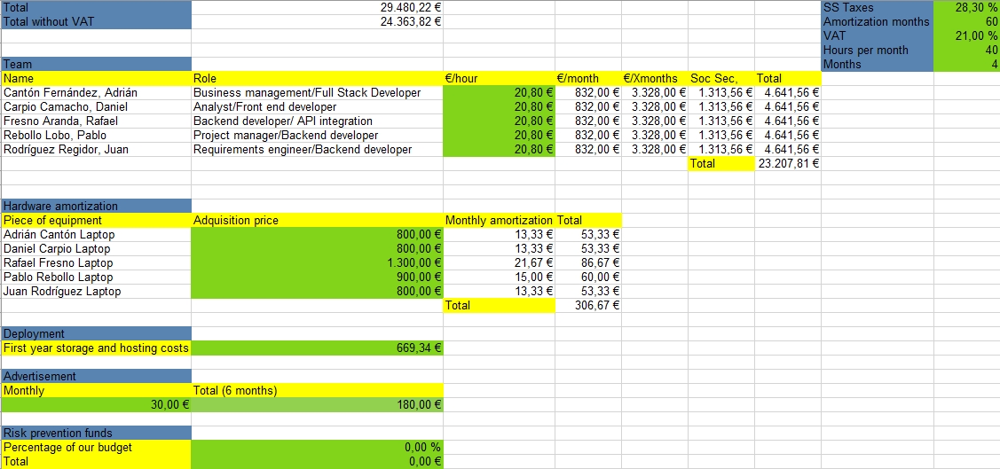 Total 29.480,22 € SS Taxes 28,30 %
Total without VAT 24.363,82 € Amortization months 60
VAT 21,00 %
Hours per month 40
Team Months 4
Name Role €/hour €/month €/Xmonths Soc Sec, Total
Cantón Fernández, Adrián Business management/Full Stack Developer 20,80 € 832,00 € 3.328,00 € 1.313,56 € 4.641,56 €
Carpio Camacho, Daniel Analyst/Front end developer 20,80 € 832,00 € 3.328,00 € 1.313,56 € 4.641,56 €
Fresno Aranda, Rafael Backend developer/ API integration 20,80 € 832,00 € 3.328,00 € 1.313,56 € 4.641,56 €
Rebollo Lobo, Pablo Project manager/Backend developer 20,80 € 832,00 € 3.328,00 € 1.313,56 € 4.641,56 €
Rodríguez Regidor, Juan Requirements engineer/Backend developer 20,80 € 832,00 € 3.328,00 € 1.313,56 € 4.641,56 €
Total 23.207,81 €
Hardware amortization
Piece of equipment Adquisition price Monthly amortization Total
Adrián Cantón Laptop 800,00 € 13,33 € 53,33 €
Daniel Carpio Laptop 800,00 € 13,33 € 53,33 €
Rafael Fresno Laptop 1.300,00 € 21,67 € 86,67 €
Pablo Rebollo Laptop 900,00 € 15,00 € 60,00 €
Juan Rodríguez Laptop 800,00 € 13,33 € 53,33 €
Total 306,67 €
Deployment
First year storage and hosting costs 669,34 €
Advertisement
Monthly Total (6 months)
30,00 € 180,00 €
Risk prevention funds
Percentage of our budget 0,00 %
Total 0,00 €